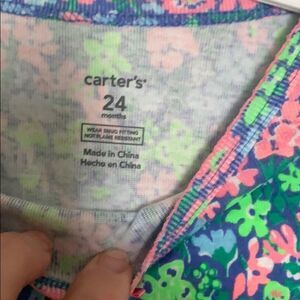 carter's®
24
months
WEAR SNUG FITTING
NOT FLAME RESISTANT
Made in China
Hecho en China